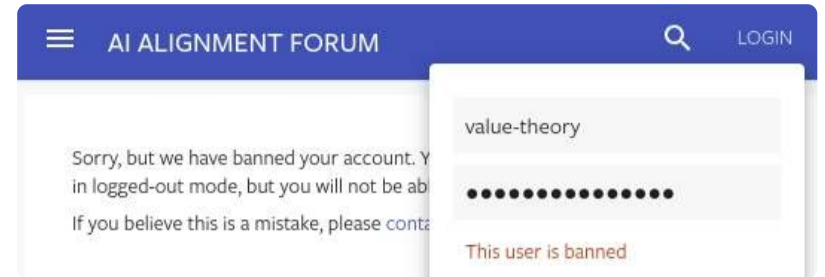 AI ALIGNMENT FORUM
LOGIN
Sorry, but we have banned your account. Y
in logged-out mode, but you will not be ab
If you believe this is a mistake, please
value-theory
●●●●●●●●●●●●●●●●
This user is banned